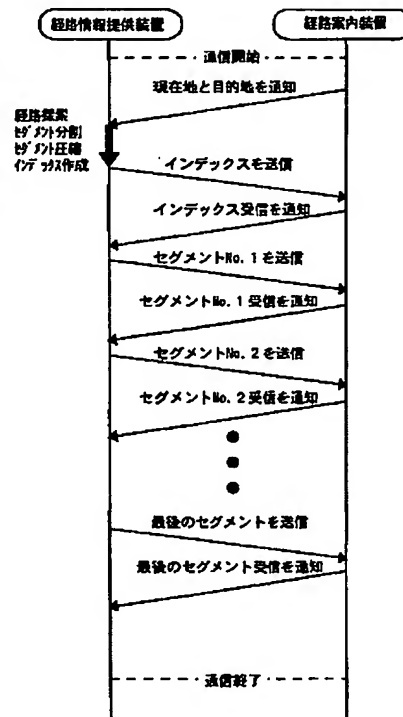 経路情報提供装置
経路案内装置
通信開始
現在地と目的地を通知
経路探索
セグメント分割
セグメント圧縮
インデックス作成
インデックスを送信
インデックス受信を通知
セグメントNo.1を送信
セグメントNo.1受信を通知
セグメントNo.2を送信
セグメントNo.2受信を通知
最後のセグメントを送信
最後のセグメント受信を通知
通信終了